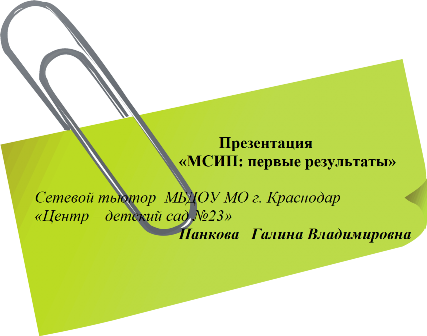 Презентация
«МСИП: первые результаты»
Сетевой тьютор МБДОУ МО г. Краснодар
«Центр детский сад №23»
Панкова Галина Владимировна